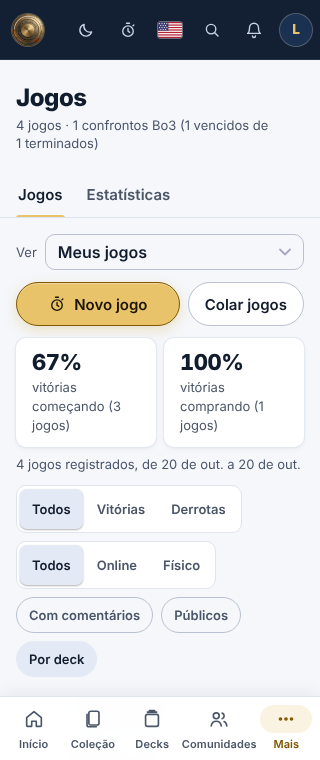 L
Jogos
4 jogos · 1 confrontos Bo3 (1 vencidos de
1 terminados)
Jogos Estatísticas
Ver Meus jogos
Novo jogo Colar jogos
67% 100%
vitórias vitórias
começando (3 comprando (1
jogos) jogos)
4 jogos registrados, de 20 de out. a 20 de out.
Todos Vitórias Derrotas
Todos Online Físico
Com comentários Públicos
Por deck
Início Coleção Decks Comunidades Mais